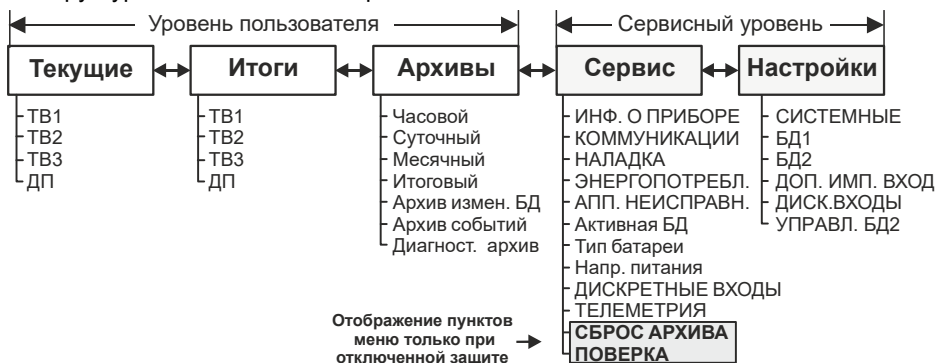 Уровень пользователя
Сервисный уровень
Текущие
Итоги
Архивы
Сервис
Настройки
ТВ1
ТВ2
ТВ3
ДП
ТВ1
ТВ2
ТВ3
ДП
Часовой
Суточный
Месячный
Итоговый
Архив измен. БД
Архив событий
Диагност. архив
ИНФ. О ПРИБОРЕ
КОММУНИКАЦИИ
НАЛАДКА
ЭНЕРГОПОТРЕБЛ.
АПП. НЕИСПРАВН.
Активная БД
Тип батареи
Напр. питания
ДИСКРЕТНЫЕ ВХОДЫ
ТЕЛЕМЕТРИЯ
СБРОС АРХИВА
ПОВЕРКА
СИСТЕМНЫЕ
БД1
БД2
ДОП. ИМП. ВХОД
ДИСК.ВХОДЫ
УПРАВЛ. БД2
Отображение пунктов
меню только при
отключенной защите